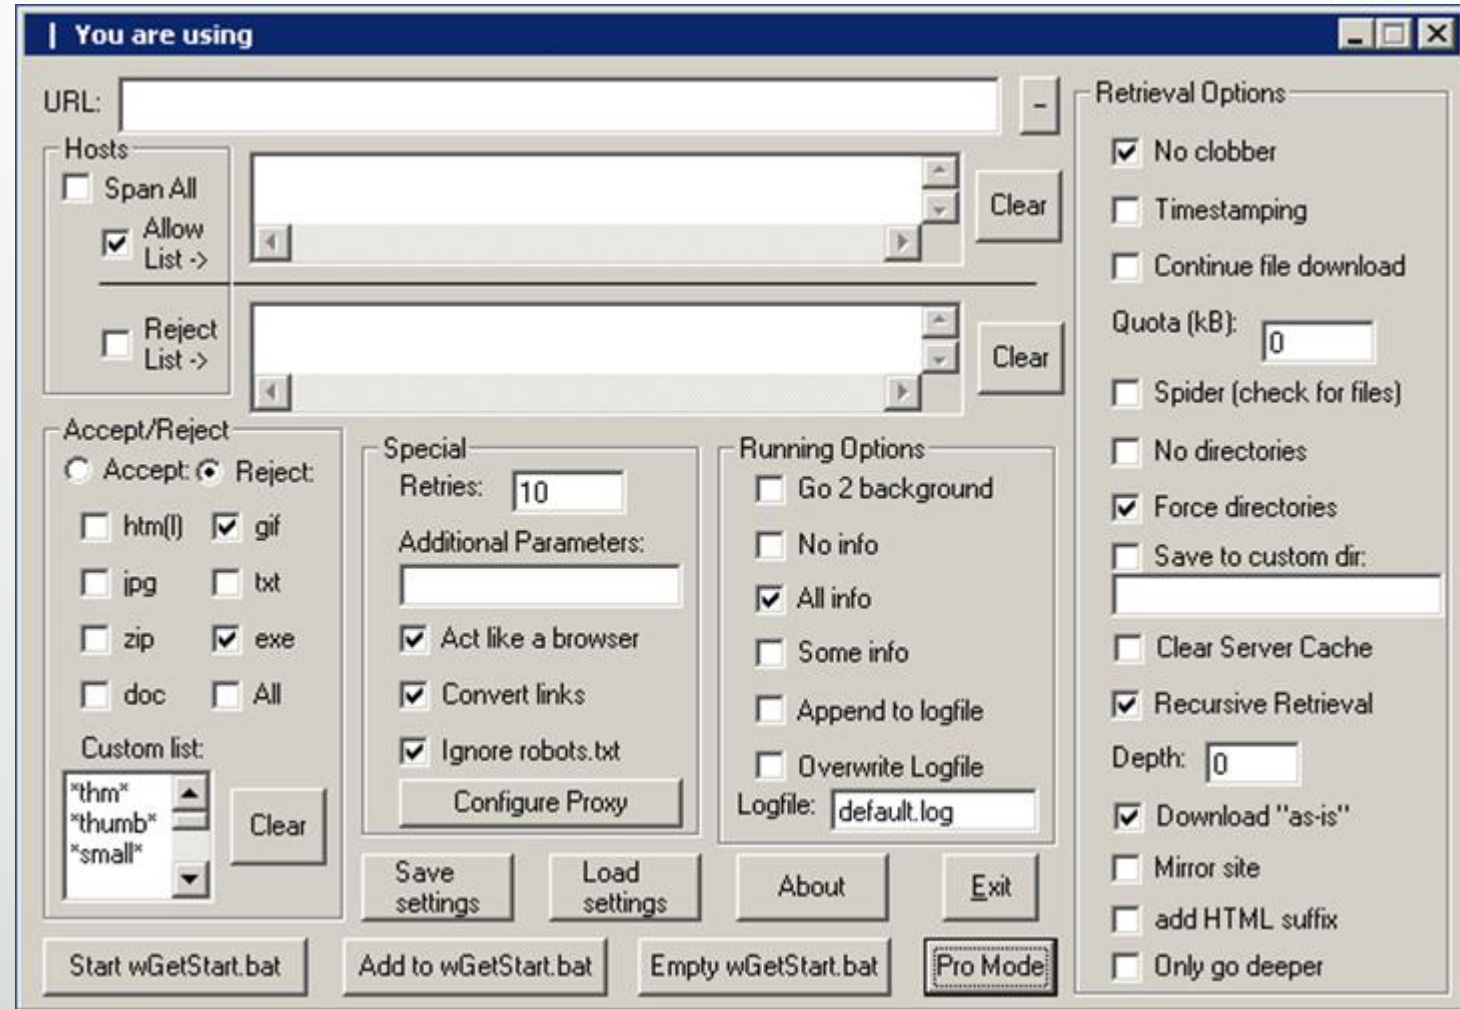 | You are using
URL:
-
Hosts
Span All
Allow
List ->
Clear
Reject
List ->
Clear
Accept/Reject
Accept: Reject:
htm(l) gif
jpg txt
zip exe
doc All
Custom list:
*thm*
*thumb*
*small*
Clear
Special
Retries: 10
Additional Parameters:
Act like a browser
Convert links
Ignore robots.txt
Configure Proxy
Running Options
Go 2 background
No info
All info
Some info
Append to logfile
Overwrite Logfile
Logfile: default.log
Retrieval Options
No clobber
Timestamping
Continue file download
Quota (kB): 0
Spider (check for files)
No directories
Force directories
Save to custom dir:
Clear Server Cache
Recursive Retrieval
Depth: 0
Download "as-is"
Mirror site
add HTML suffix
Only go deeper
Save
settings
Load
settings
About
Exit
Start wGetStart.bat
Add to wGetStart.bat
Empty wGetStart.bat
Pro Mode